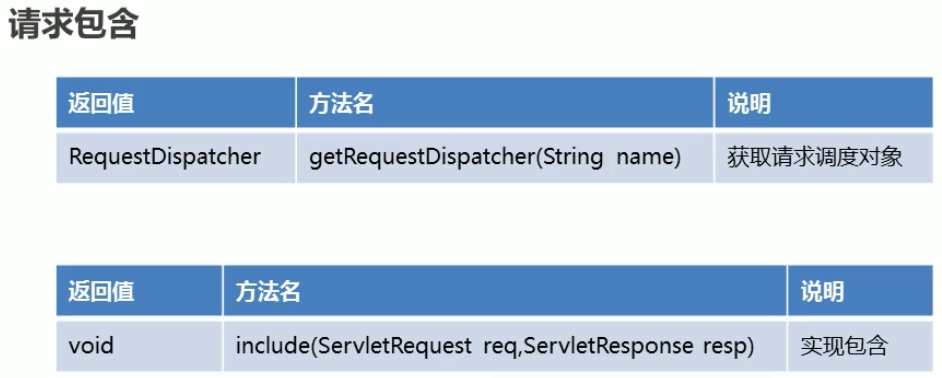 请求包含
返回值 方法名 说明
RequestDispatcher getRequestDispatcher(String name) 获取请求调度对象
返回值 方法名 说明
void include(ServletRequest req,ServletResponse resp) 实现包含